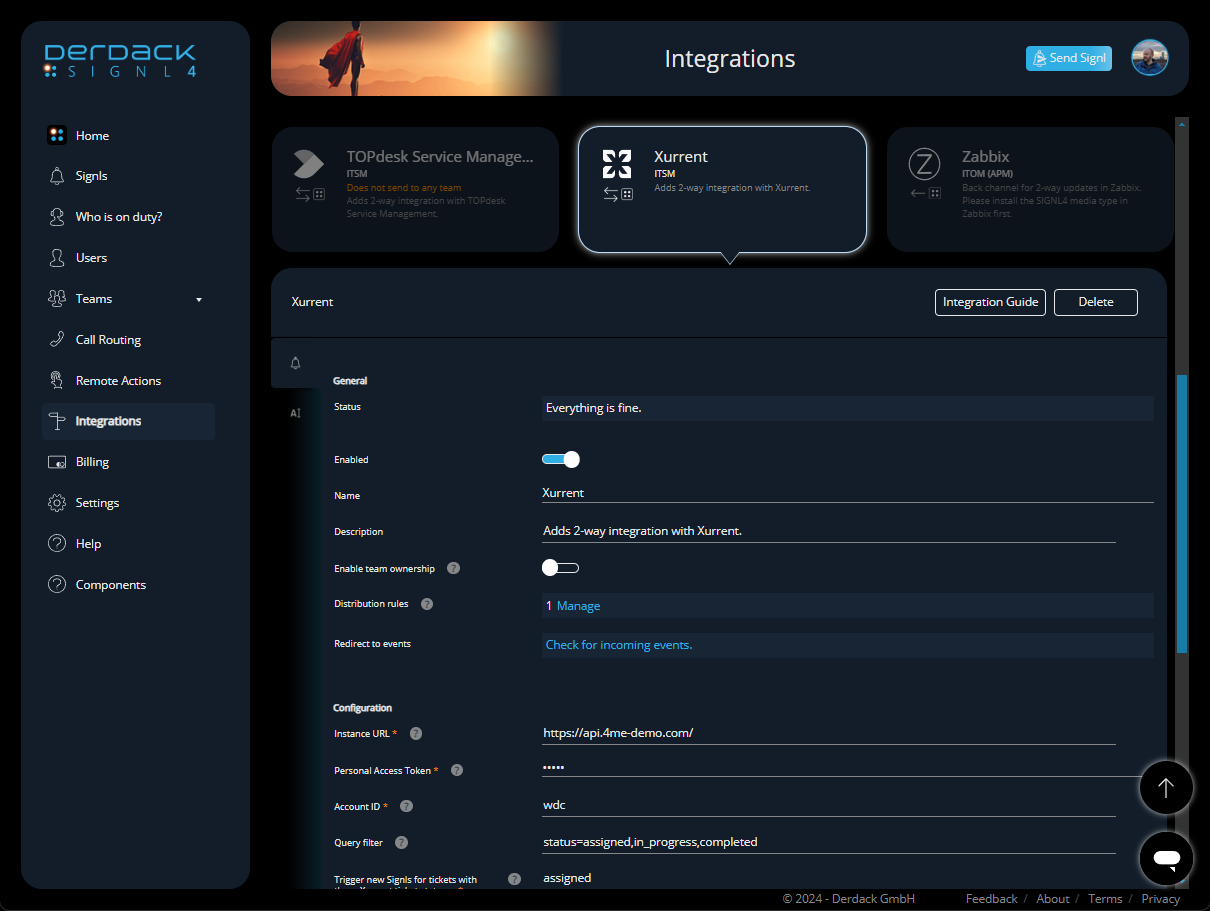 DERDACK
SIGNL4
Integrations
Send Signl
Home
Signls
Who is on duty?
Users
Teams
Call Routing
Remote Actions
Integrations
Billing
Settings
Help
Components
TOPdesk Service Manage...
ITSM
Does not send to any team
Adds 2-way integration with TOPdesk
Service Management.
Xurrent
ITSM
Adds 2-way integration with Xurrent.
Z
Zabbix
ITOM (APM)
Back channel for 2-way updates in Zabbix.
Please install the SIGNL4 media type in
Zabbix first.
Xurrent
Integration Guide
Delete
AI
General
Status
Everything is fine.
Enabled
Name
Xurrent
Description
Adds 2-way integration with Xurrent.
Enable team ownership ?
Distribution rules ?
1 Manage
Redirect to events
Check for incoming events.
Configuration
Instance URL * ?
https://api.4me-demo.com/
Personal Access Token * ?
•••••
Account ID * ?
wdc
Query filter ?
status=assigned,in_progress,completed
Trigger new Signls for tickets with ?
assigned
© 2024 - Derdack GmbH
Feedback / About / Terms / Privacy